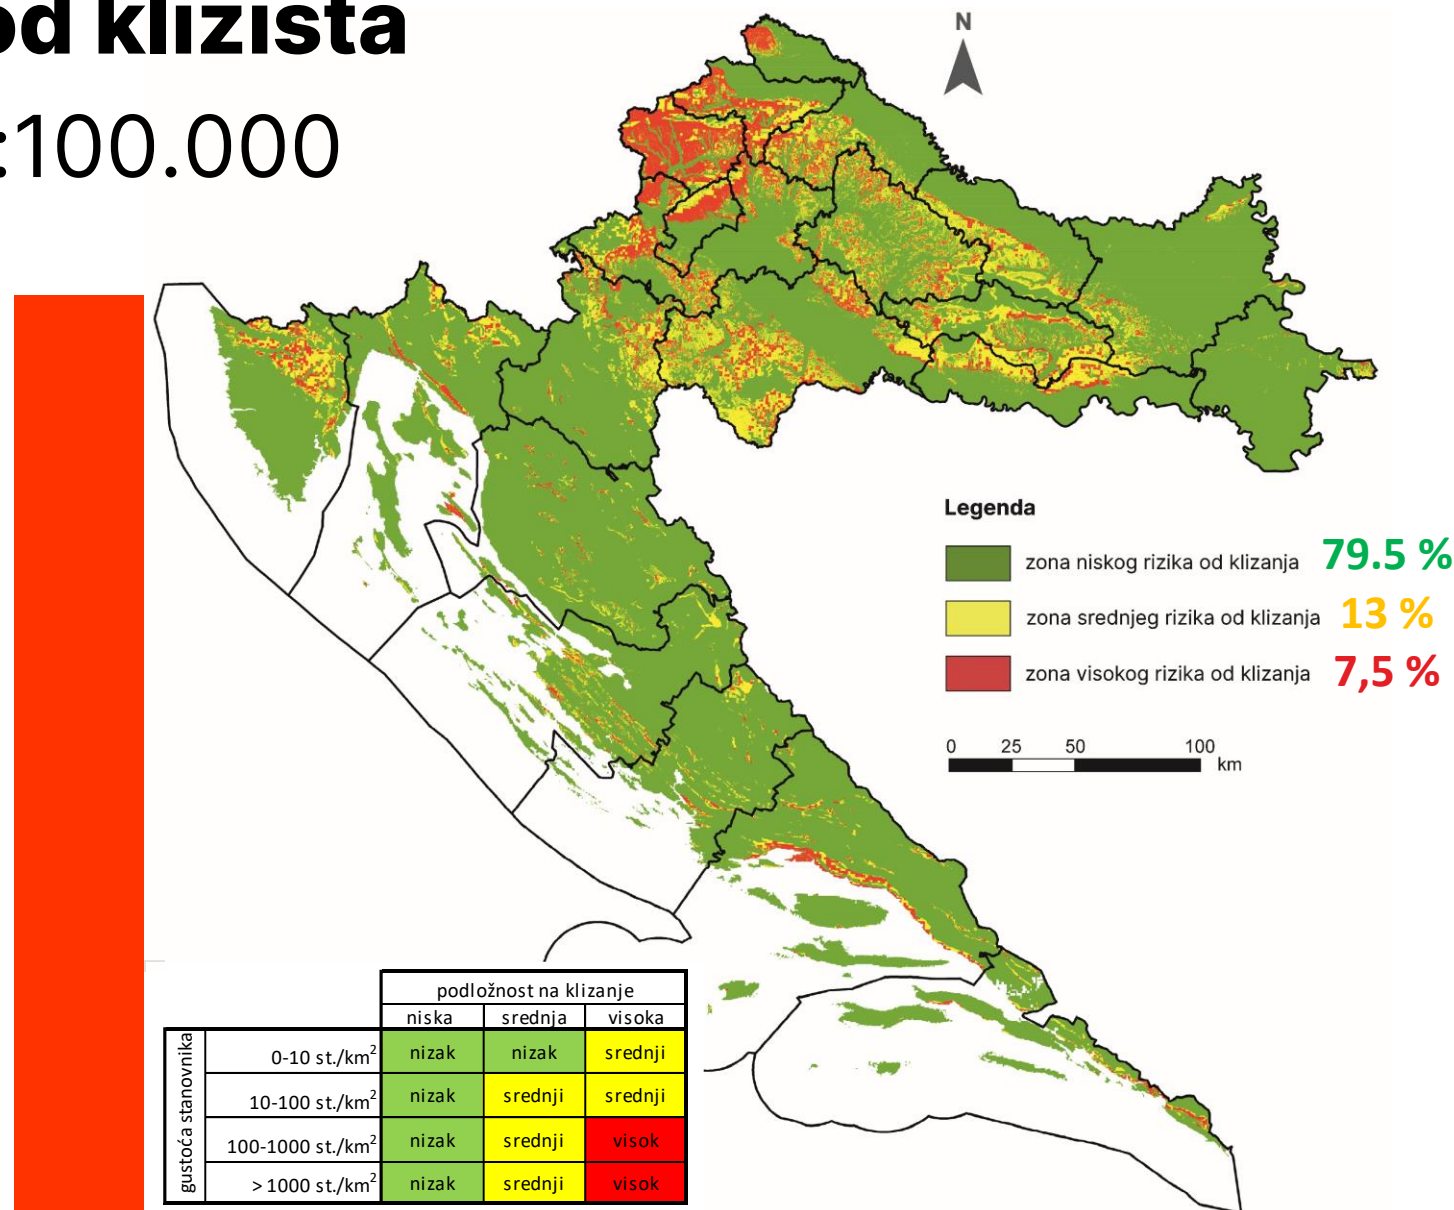 od klizišta
:100.000
N
Legenda
zona niskog rizika od klizanja 79.5 %
zona srednjeg rizika od klizanja 13 %
zona visokog rizika od klizanja 7,5 %
0 25 50 100
km
podložnost na klizanje
niska srednja visoka
gustoća stanovnika
0-10 st./km² nizak nizak srednji
10-100 st./km² nizak srednji srednji
100-1000 st./km² nizak srednji visok
> 1000 st./km² nizak srednji visok